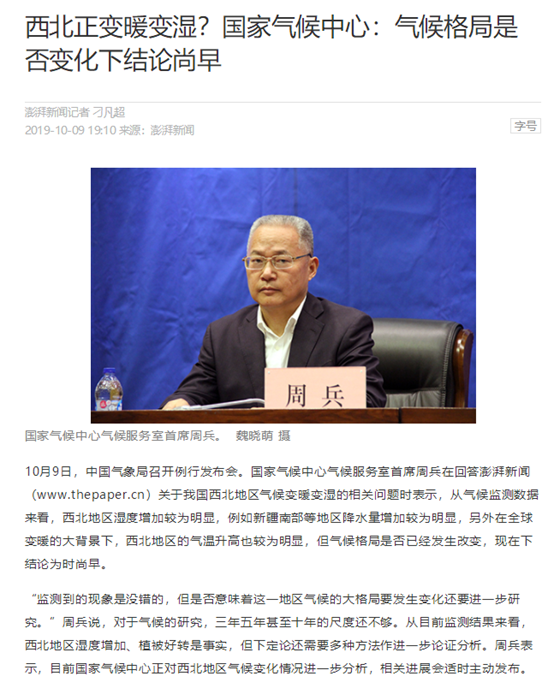 西北正变暖变湿？国家气候中心：气候格局是
否变化下结论尚早
澎湃新闻记者 刁凡超
2019-10-09 19:10 来源：澎湃新闻
字号
周兵
国家气候中心气候服务室首席周兵。 魏晓萌 摄
10月9日，中国气象局召开例行发布会。国家气候中心气候服务室首席周兵在回答澎湃新闻
（www.thepaper.cn）关于我国西北地区气候变暖变湿的相关问题时表示，从气候监测数据
来看，西北地区湿度增加较为明显，例如新疆南部等地区降水量增加较为明显，另外在全球
变暖的大背景下，西北地区的气温升高也较为明显，但气候格局是否已经发生改变，现在下
结论为时尚早。
“监测到的现象是没错的，但是否意味着这一地区气候的大格局要发生变化还要进一步研
究。”周兵说，对于气候的研究，三年五年甚至十年的尺度还不够。从目前监测结果来看，
西北地区湿度增加、植被好转是事实，但下定论还需要多种方法作进一步论证分析。周兵表
示，目前国家气候中心正对西北地区气候变化情况进一步分析，相关进展会适时主动发布。